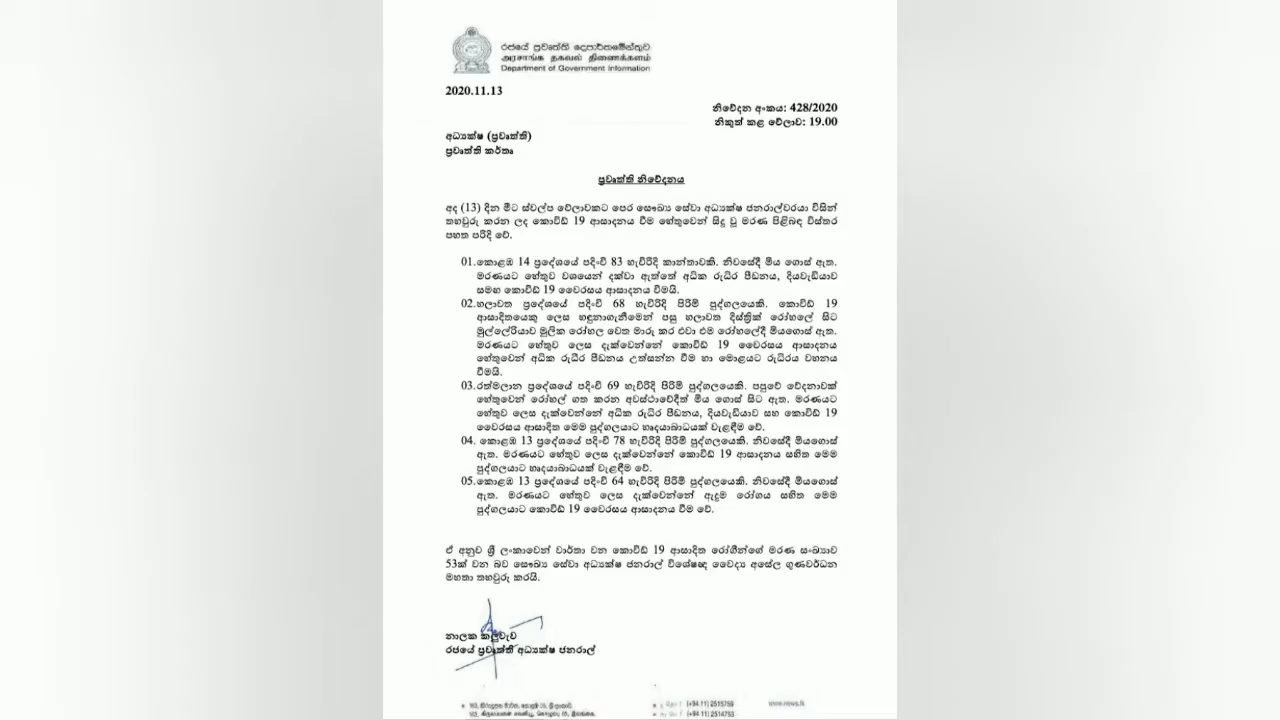 රජයේ ප්‍රවෘත්ති දෙපාර්තමේන්තුව
அரசாங்க தகவல் திணைக்களம்
Department of Government Information
2020.11.13
නිවේදන අංකය: 428/2020
නිකුත් කළ වේලාව: 19.00
අධ්‍යක්ෂ (ප්‍රවෘත්ති)
ප්‍රවෘත්ති කර්තෘ
ප්‍රවෘත්ති නිවේදනය
අද (13) දින මීට ස්වල්ප වේලාවකට පෙර සෞඛ්‍ය සේවා අධ්‍යක්ෂ ජනරාල්වරයා විසින්
තහවුරු කරන ලද කොවිඩ් 19 ආසාදනය වීම හේතුවෙන් සිදු වූ මරණ පිළිබඳ විස්තර
පහත පරිදි වේ.
01.කොළඹ 14 ප්‍රදේශයේ පදිංචි 83 හැවිරිදි කාන්තාවකි. නිවසේදී මිය ගොස් ඇත.
මරණයට හේතුව වශයෙන් දක්වා ඇත්තේ අධික රුධිර පීඩනය, දියවැඩියාව
සමඟ කොවිඩ් 19 වෛරසය ආසාදනය වීමයි.
02.හලාවත ප්‍රදේශයේ පදිංචි 68 හැවිරිදි පිරිමි පුද්ගලයෙකි. කොවිඩ් 19
ආසාදිතයෙකු ලෙස හඳුනාගැනීමෙන් පසු හලාවත දිස්ත්‍රික් රෝහලේ සිට
මුල්ලේරියාව මූලික රෝහල වෙත මාරු කර එවා එම රෝහලේදී මියගොස් ඇත.
මරණයට හේතුව ලෙස දැක්වෙන්නේ කොවිඩ් 19 වෛරසය ආසාදනය
හේතුවෙන් අධික රුධිර පීඩනය උත්සන්න වීම හා මොළයට රුධිරය වහනය
වීමයි.
03.රත්මලාන ප්‍රදේශයේ පදිංචි 69 හැවිරිදි පිරිමි පුද්ගලයෙකි. පපුවේ වේදනාවක්
හේතුවෙන් රෝහල් ගත කරන අවස්ථාවේදීත් මිය ගොස් සිට ඇත. මරණයට
හේතුව ලෙස දැක්වෙන්නේ අධික රුධිර පීඩනය, දියවැඩියාව සහ කොවිඩ් 19
වෛරසය ආසාදිත මෙම පුද්ගලයාට හෘදයාබාධයක් වැළඳීම වේ.
04. කොළඹ 13 ප්‍රදේශයේ පදිංචි 78 හැවිරිදි පිරිමි පුද්ගලයෙකි. නිවසේදී මියගොස්
ඇත. මරණයට හේතුව ලෙස දැක්වෙන්නේ කොවිඩ් 19 ආසාදනය සහිත මෙම
පුද්ගලයාට හෘදයාබාධයක් වැළඳීම වේ.
05.කොළඹ 13 ප්‍රදේශයේ පදිංචි 64 හැවිරිදි පිරිමි පුද්ගලයෙකි. නිවසේදී මියගොස්
ඇත. මරණයට හේතුව ලෙස දැක්වෙන්නේ ඇදුම රෝගය සහිත මෙම
පුද්ගලයාට කොවිඩ් 19 වෛරසය ආසාදනය වීම වේ.
ඒ අනුව ශ්‍රී ලංකාවෙන් වාර්තා වන කොවිඩ් 19 ආසාදිත රෝගීන්ගේ මරණ සංඛ්‍යාව
53ක් වන බව සෞඛ්‍ය සේවා අධ්‍යක්ෂ ජනරාල් විශේෂඥ වෛද්‍ය අසේල ගුණවර්ධන
මහතා තහවුරු කරයි.
නාලක කලුවැව
රජයේ ප්‍රවෘත්ති අධ්‍යක්ෂ ජනරාල්
(+94 11) 2515759
www.news.lk
(+94 11) 2514753